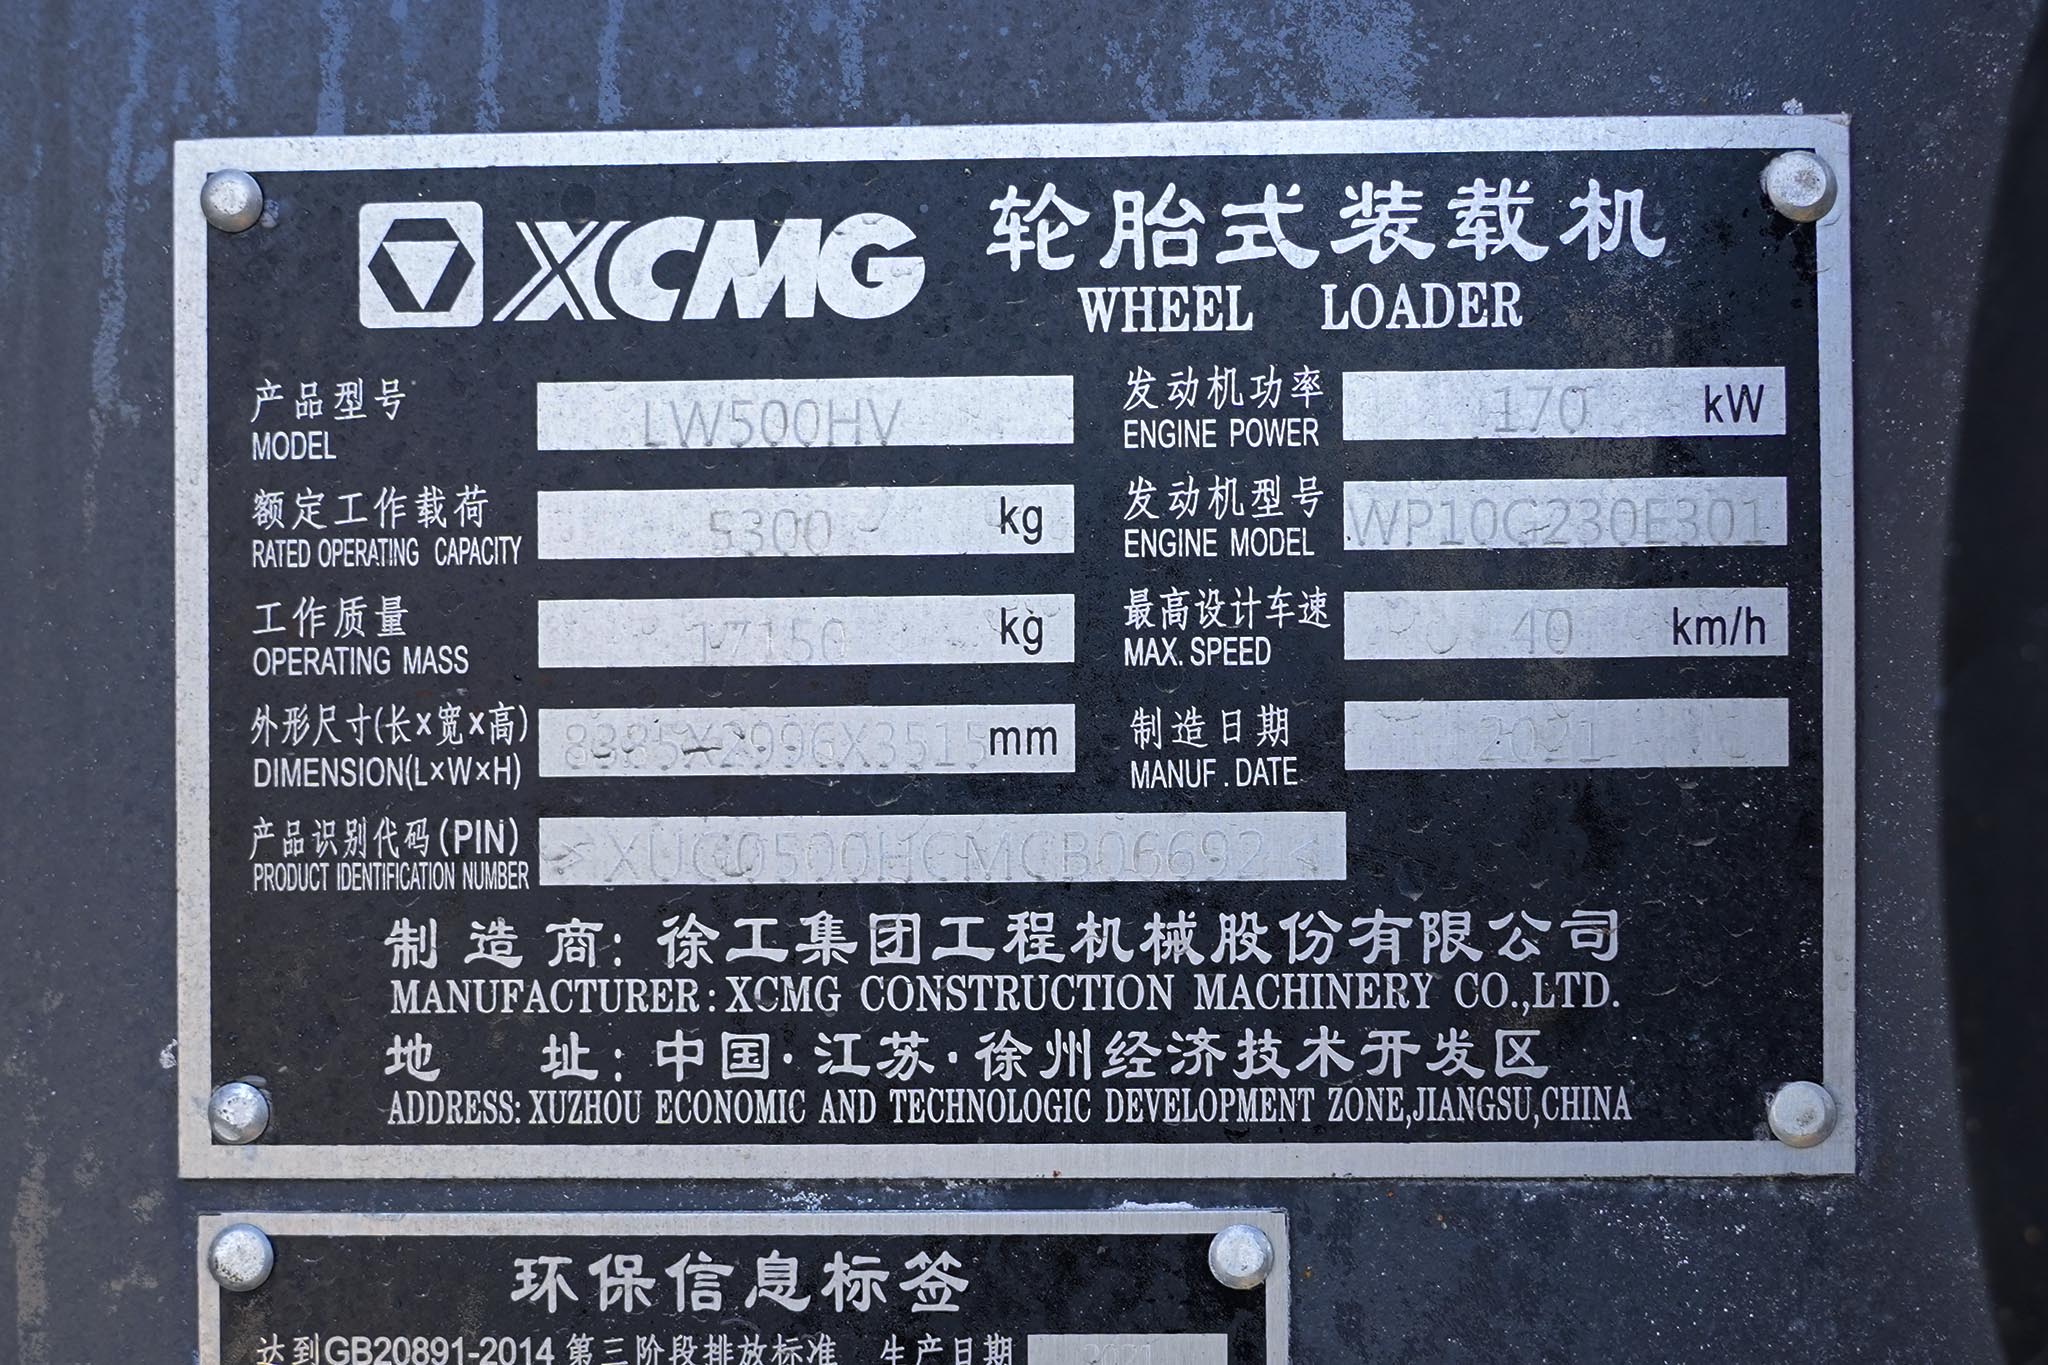 XCMG 轮胎式装载机
WHEEL LOADER
产品型号 LW500HV
MODEL
发动机功率 170 kW
ENGINE POWER
额定工作载荷 5300 kg
RATED OPERATING CAPACITY
发动机型号 WP10G230E301
ENGINE MODEL
工作质量 17150 kg
OPERATING MASS
最高设计车速 40 km/h
MAX. SPEED
外形尺寸(长×宽×高) 8385X2996X3515 mm
DIMENSION(L×W×H)
制造日期 2021
MANUF. DATE
产品识别代码(PIN) >XUG0500HCMCB06692<
PRODUCT IDENTIFICATION NUMBER
制造商: 徐工集团工程机械股份有限公司
MANUFACTURER: XCMG CONSTRUCTION MACHINERY CO.,LTD.
地址: 中国·江苏·徐州经济技术开发区
ADDRESS: XUZHOU ECONOMIC AND TECHNOLOGIC DEVELOPMENT ZONE,JIANGSU,CHINA
环保信息标签
达到GB20891-2014第三阶段排放标准 生产日期 2021